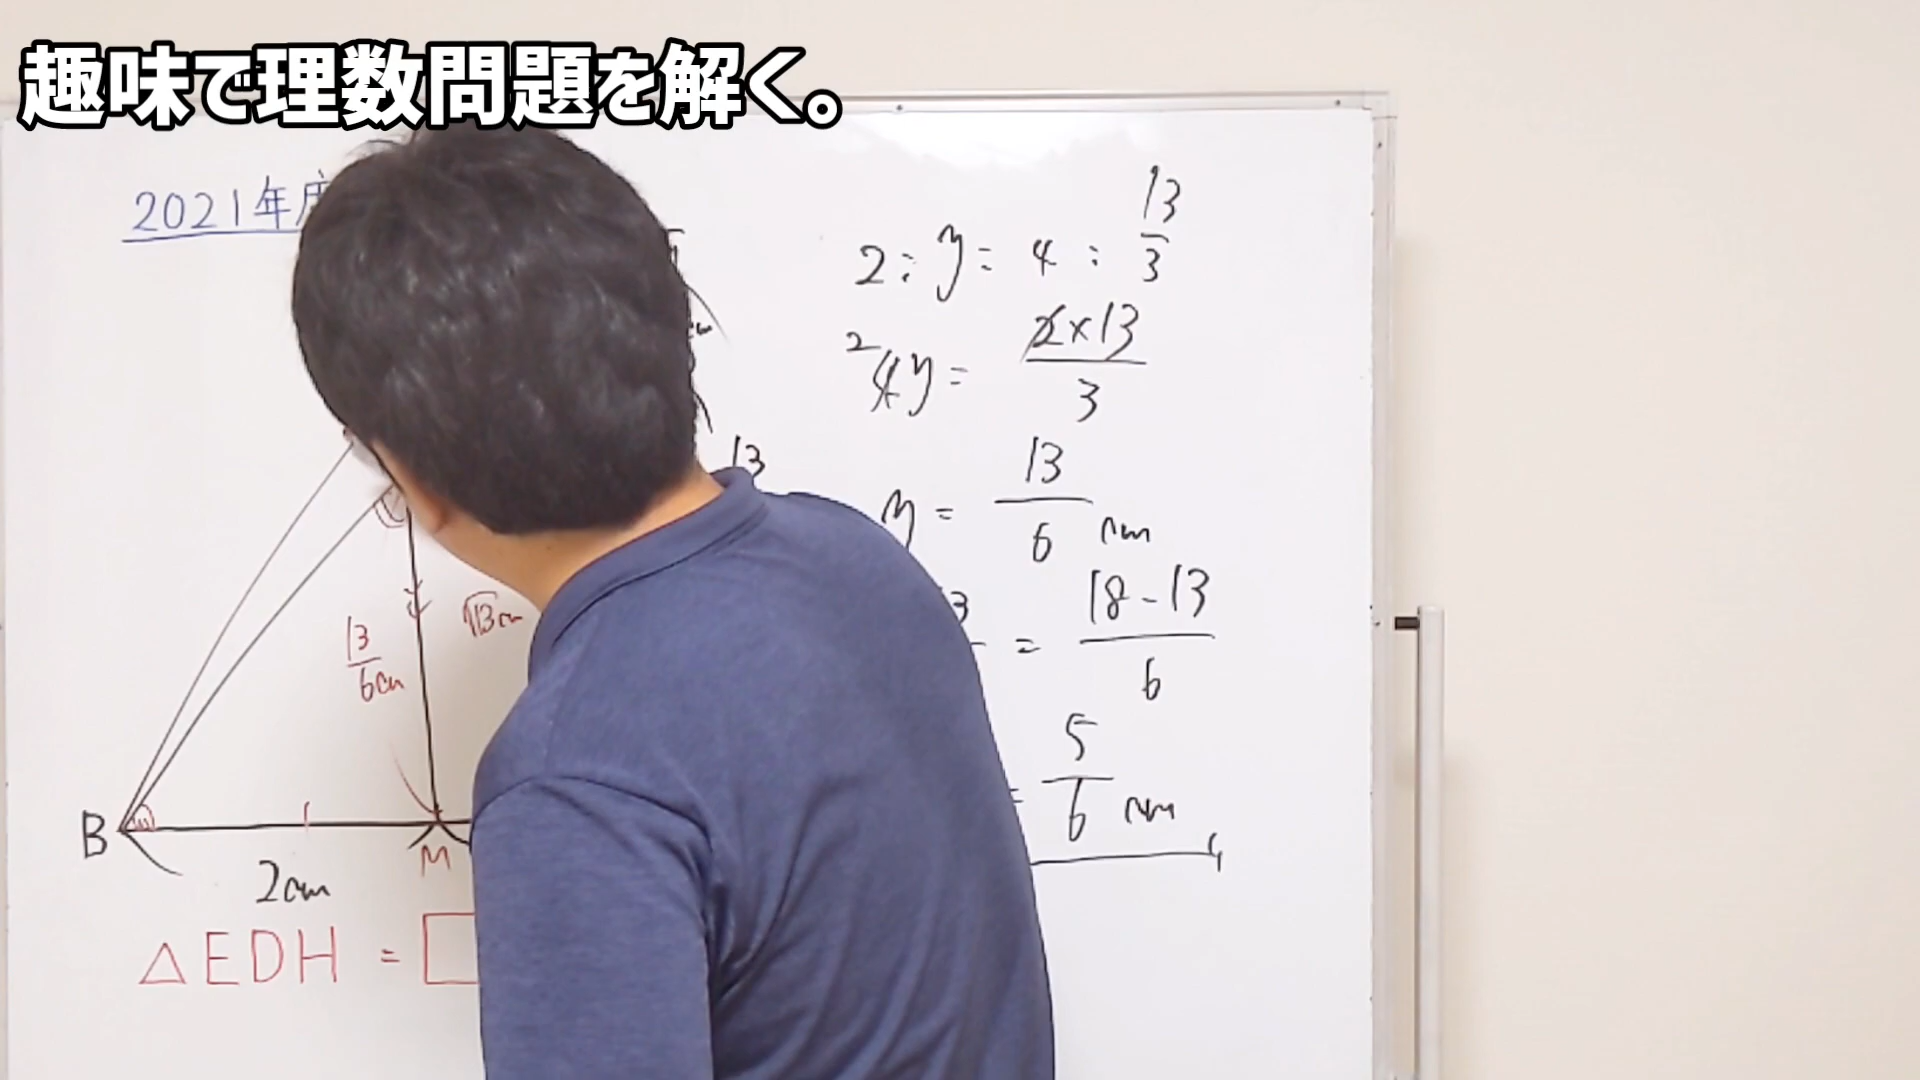 趣味で理数問題を解く。
2021年度
13
√13cm
13
6cm
B
M
2cm
△EDH = □
2 : y = 4 : 13
3
2
4y = 2×13
3
y = 13
6 cm
3 = 18-13
6
= 5
6 cm